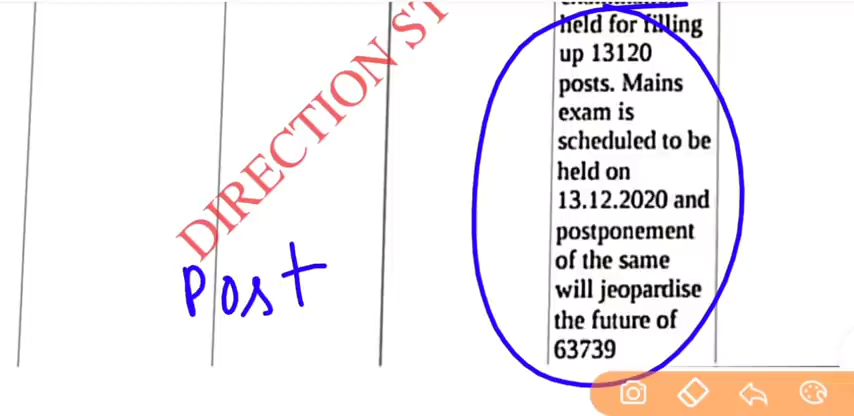 held for filling
up 13120
posts. Mains
exam is
scheduled to be
held on
13.12.2020 and
postponement
of the same
will jeopardise
the future of
63739
DIRECTION
Post